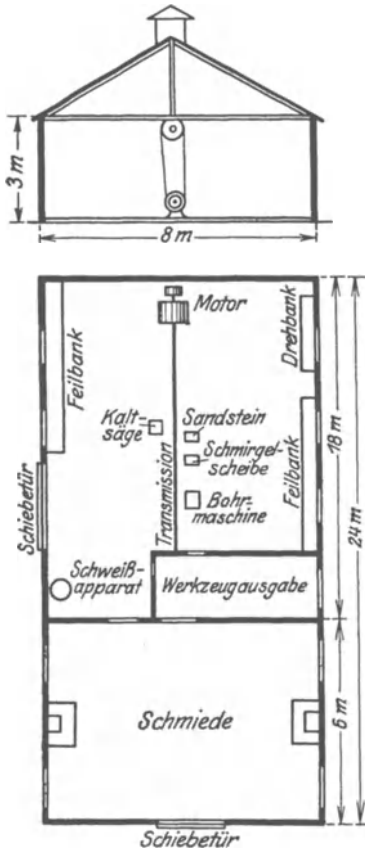 3 m
8 m
Motor
Feilbank
Drehbank
Kalt-
säge
Sandstein
Schmirgel-
scheibe
Bohr-
maschine
Transmission
Feilbank
18 m
24 m
Schiebetür
Schweiß-
apparat
Werkzeugausgabe
Schmiede
6 m
Schiebetür